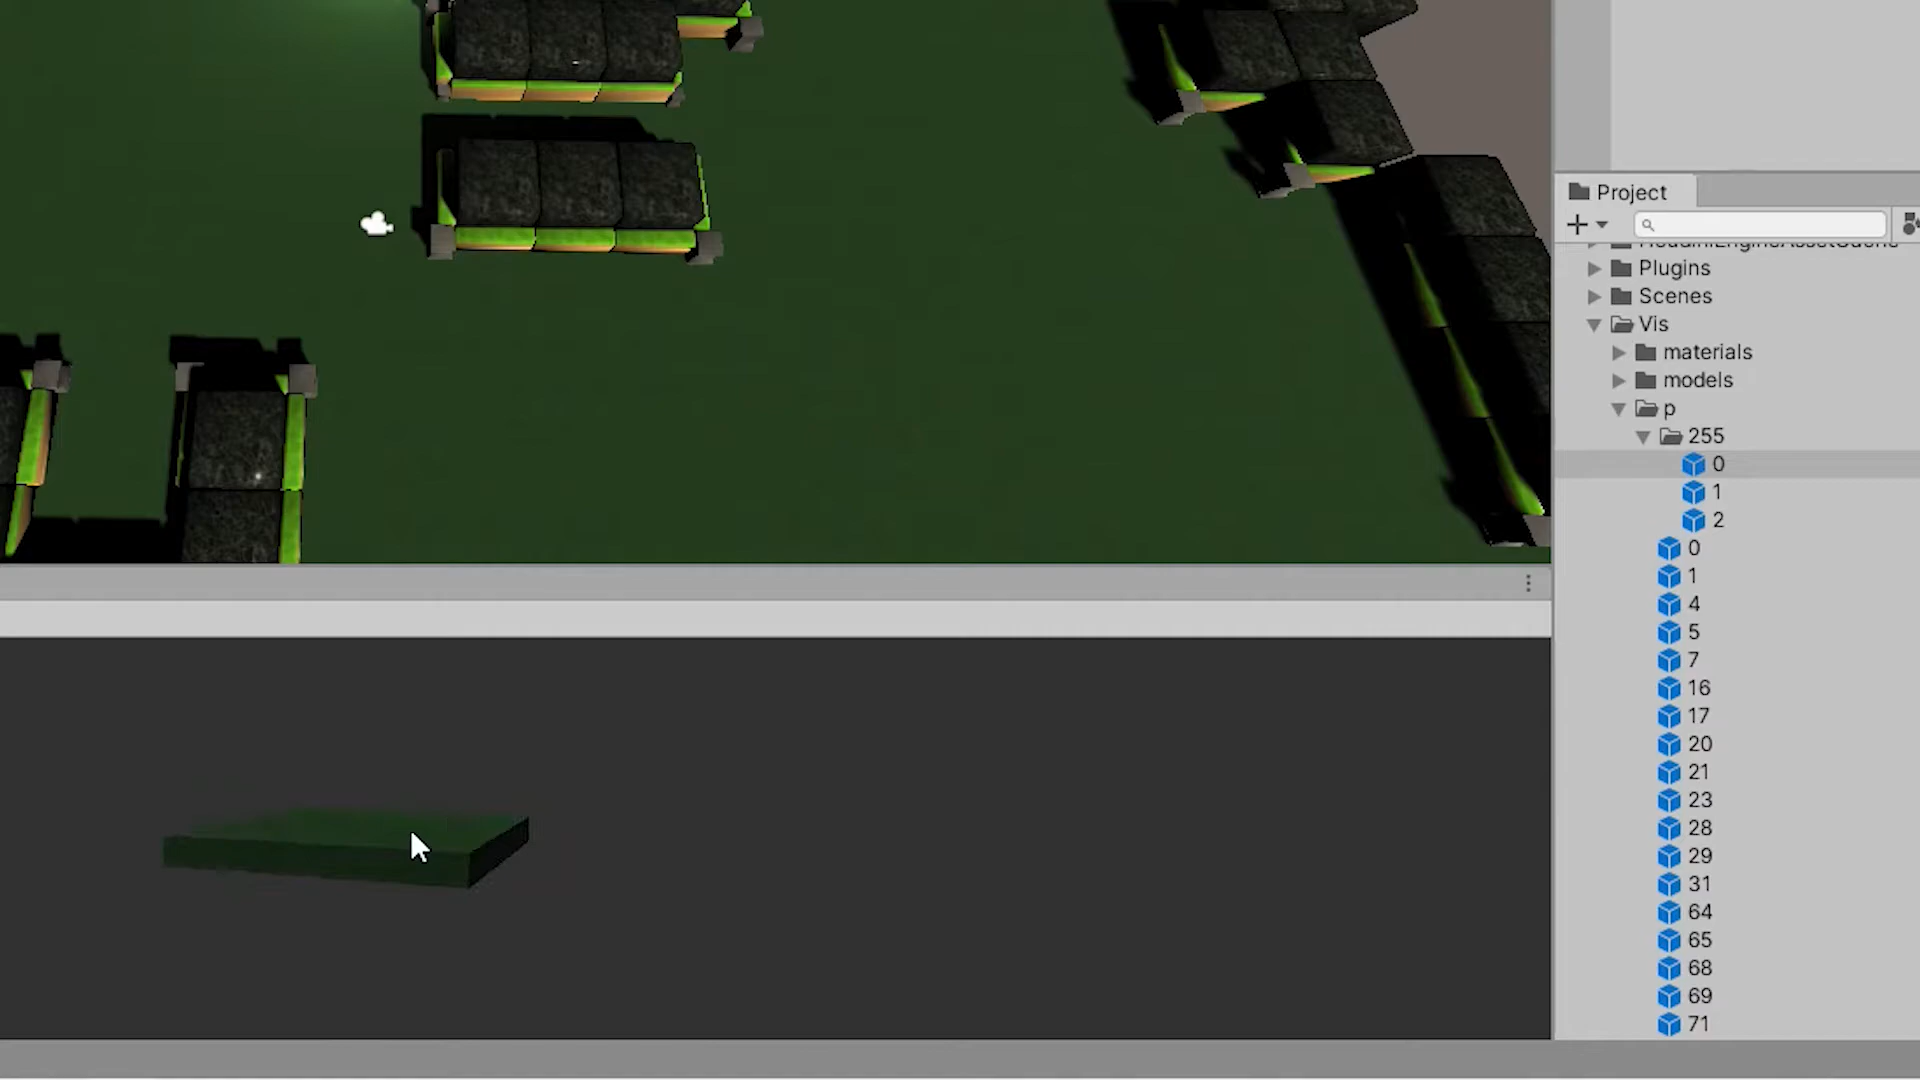 Project
HoudiniEngineAssetCache
Plugins
Scenes
Vis
materials
models
p
255
0
1
2
0
1
4
5
7
16
17
20
21
23
28
29
31
64
65
68
69
71